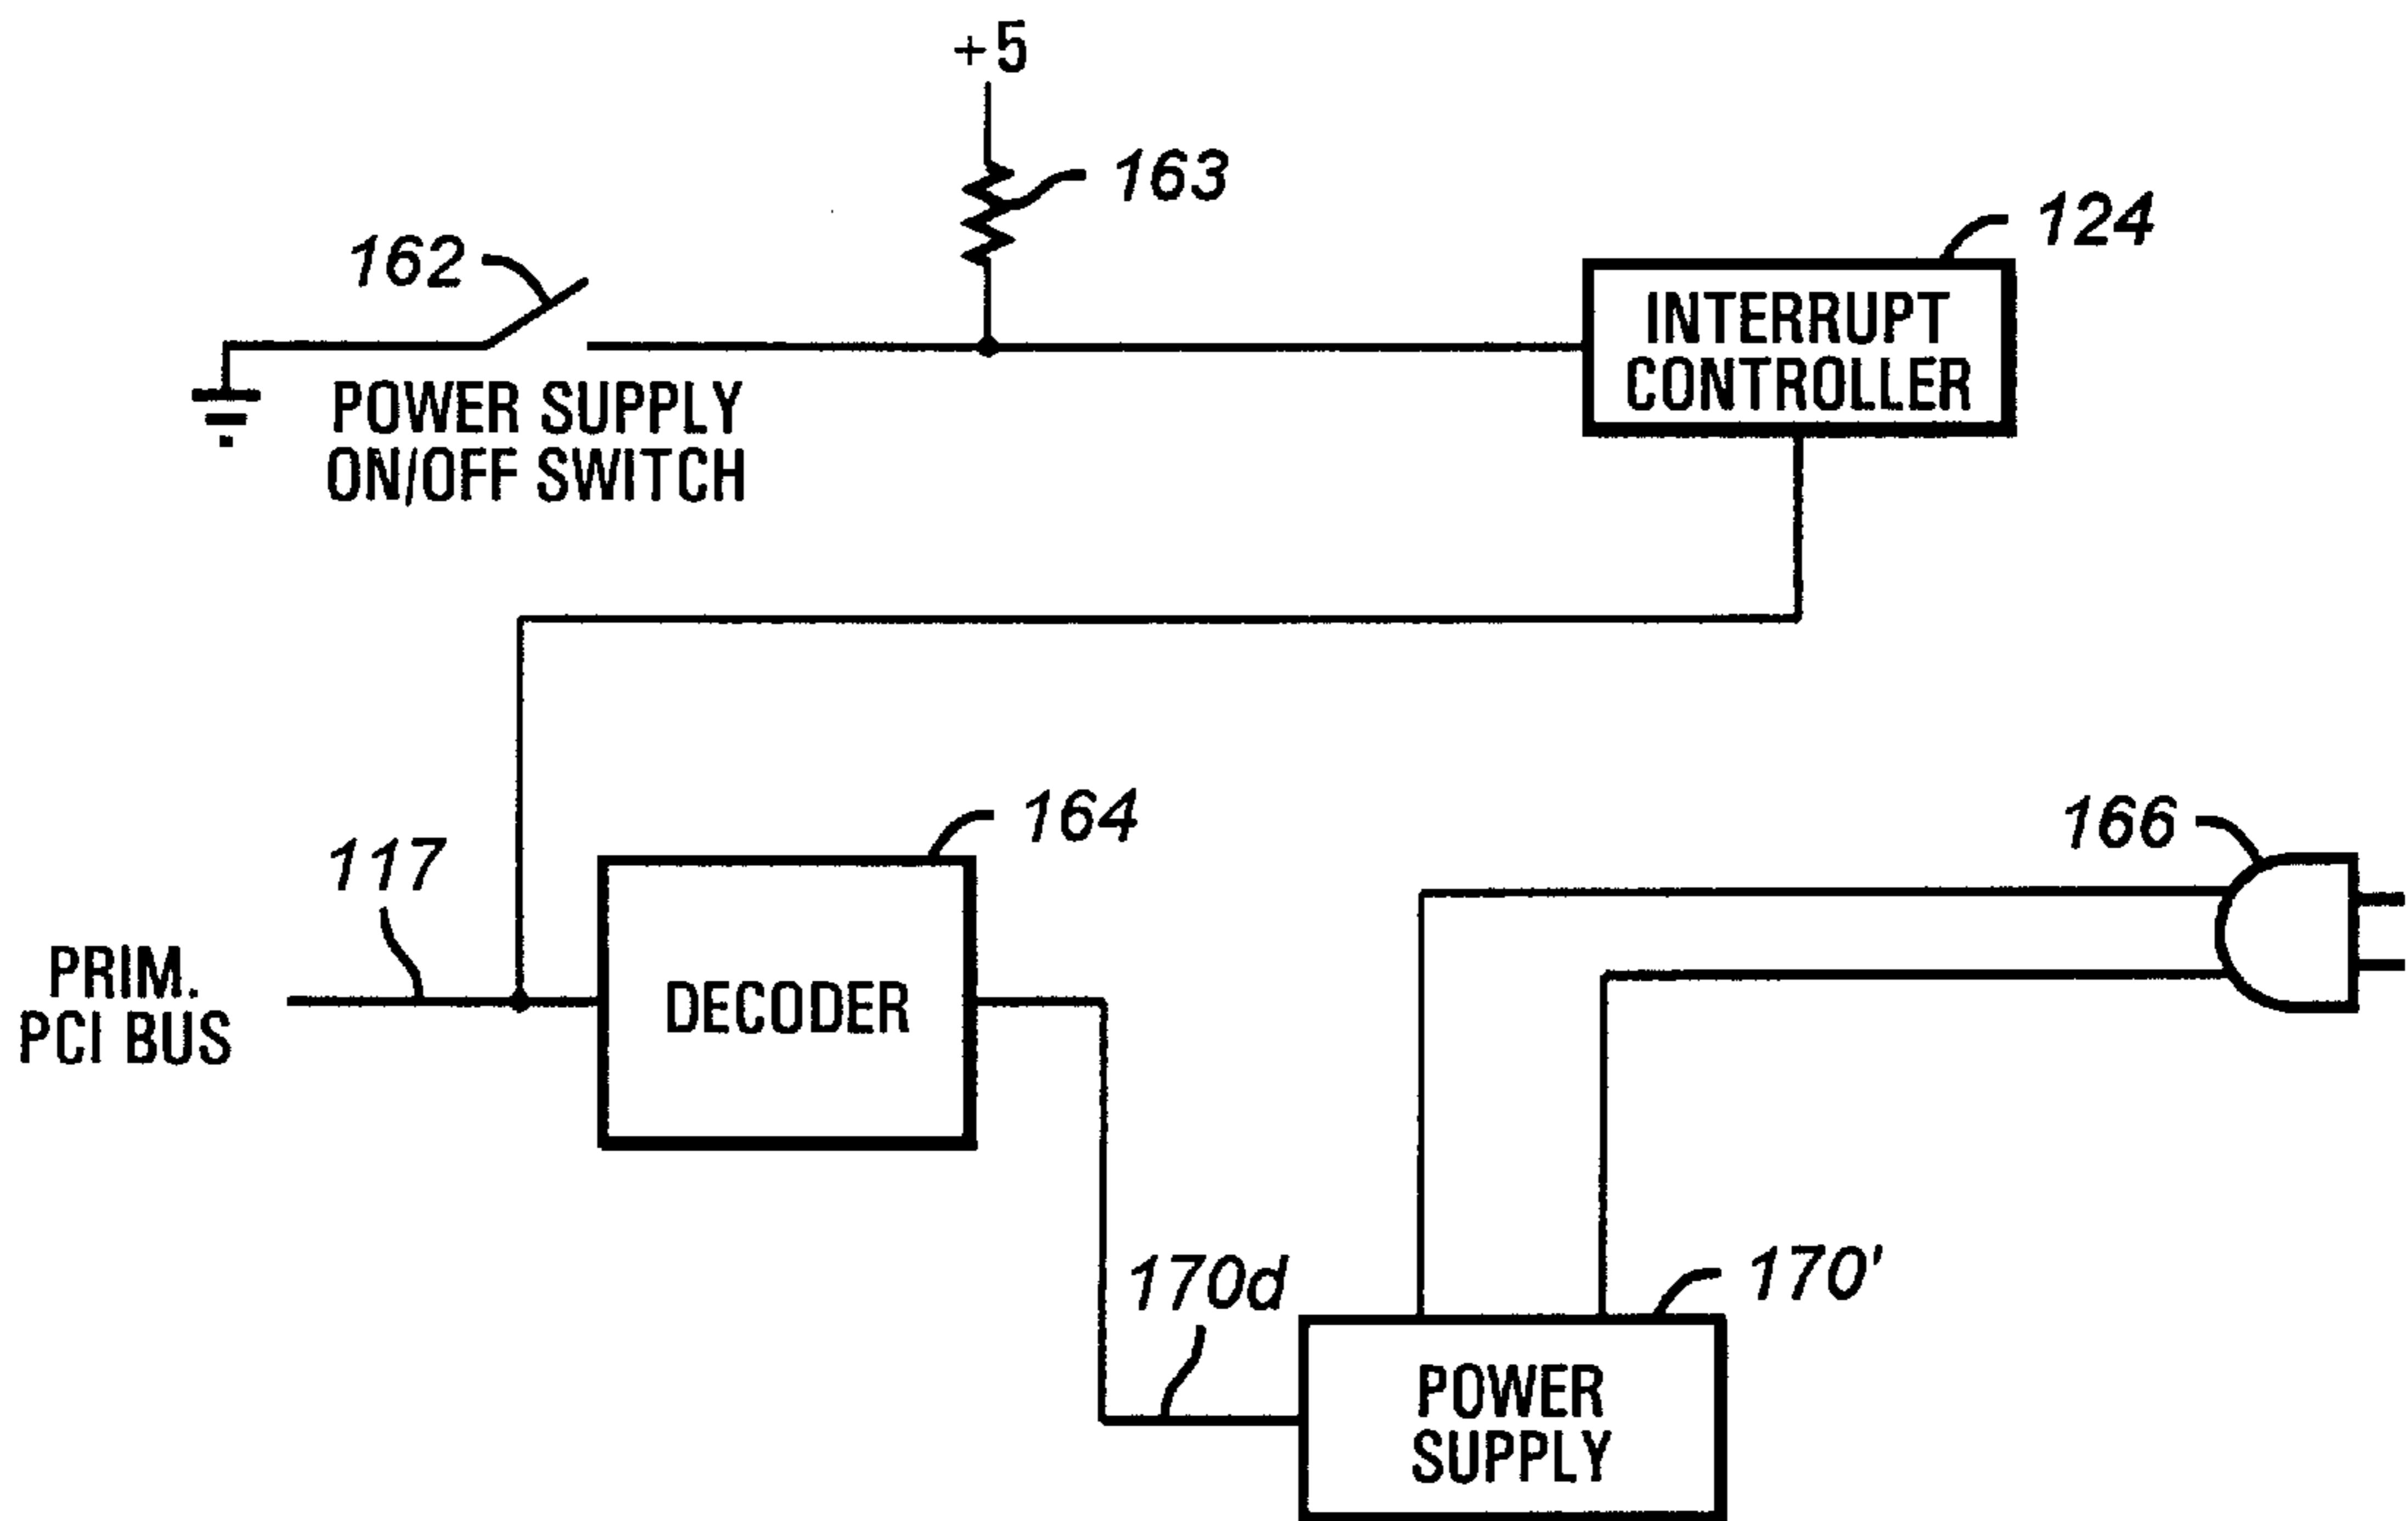 +5
163
162
124
INTERRUPT
CONTROLLER
POWER SUPPLY
ON/OFF SWITCH
164
166
117
PRIM.
PCI BUS
DECODER
170d
170'
POWER
SUPPLY